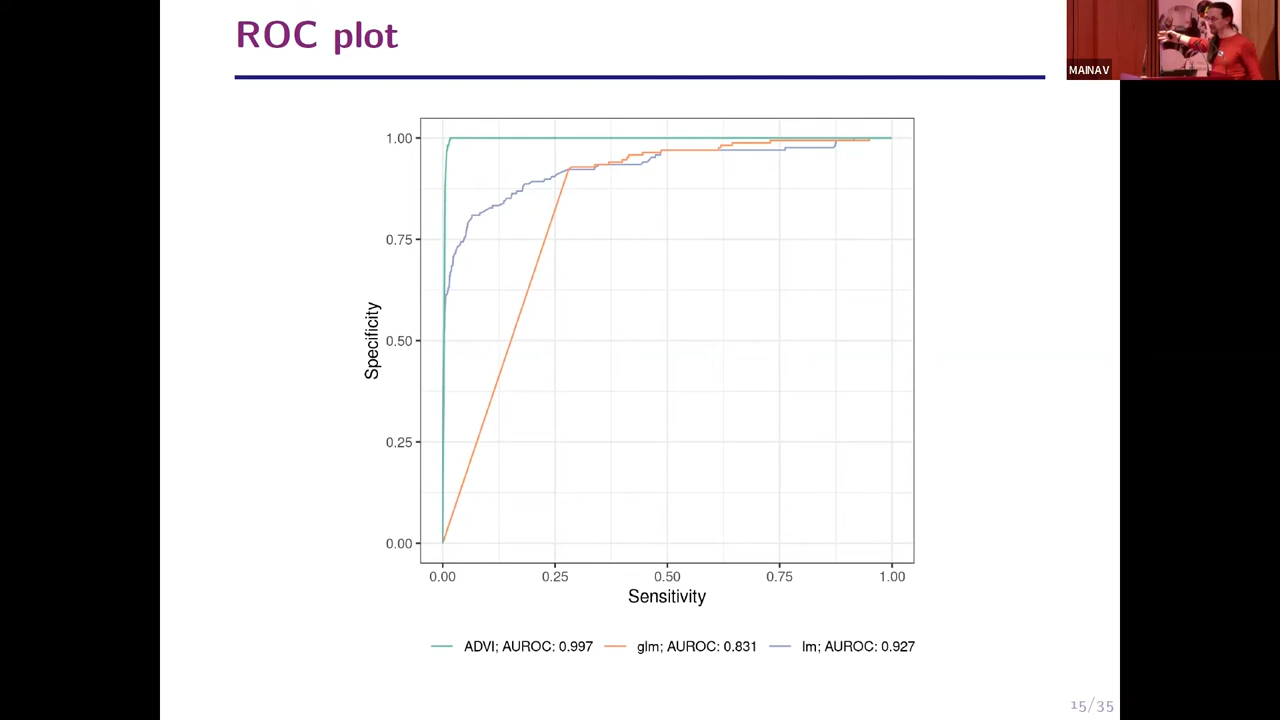 ROC plot
MAINAV
1.00
0.75
0.50
0.25
0.00
Specificity
0.00 0.25 0.50 0.75 1.00
Sensitivity
ADVI; AUROC: 0.997 glm; AUROC: 0.831 lm; AUROC: 0.927
15/35